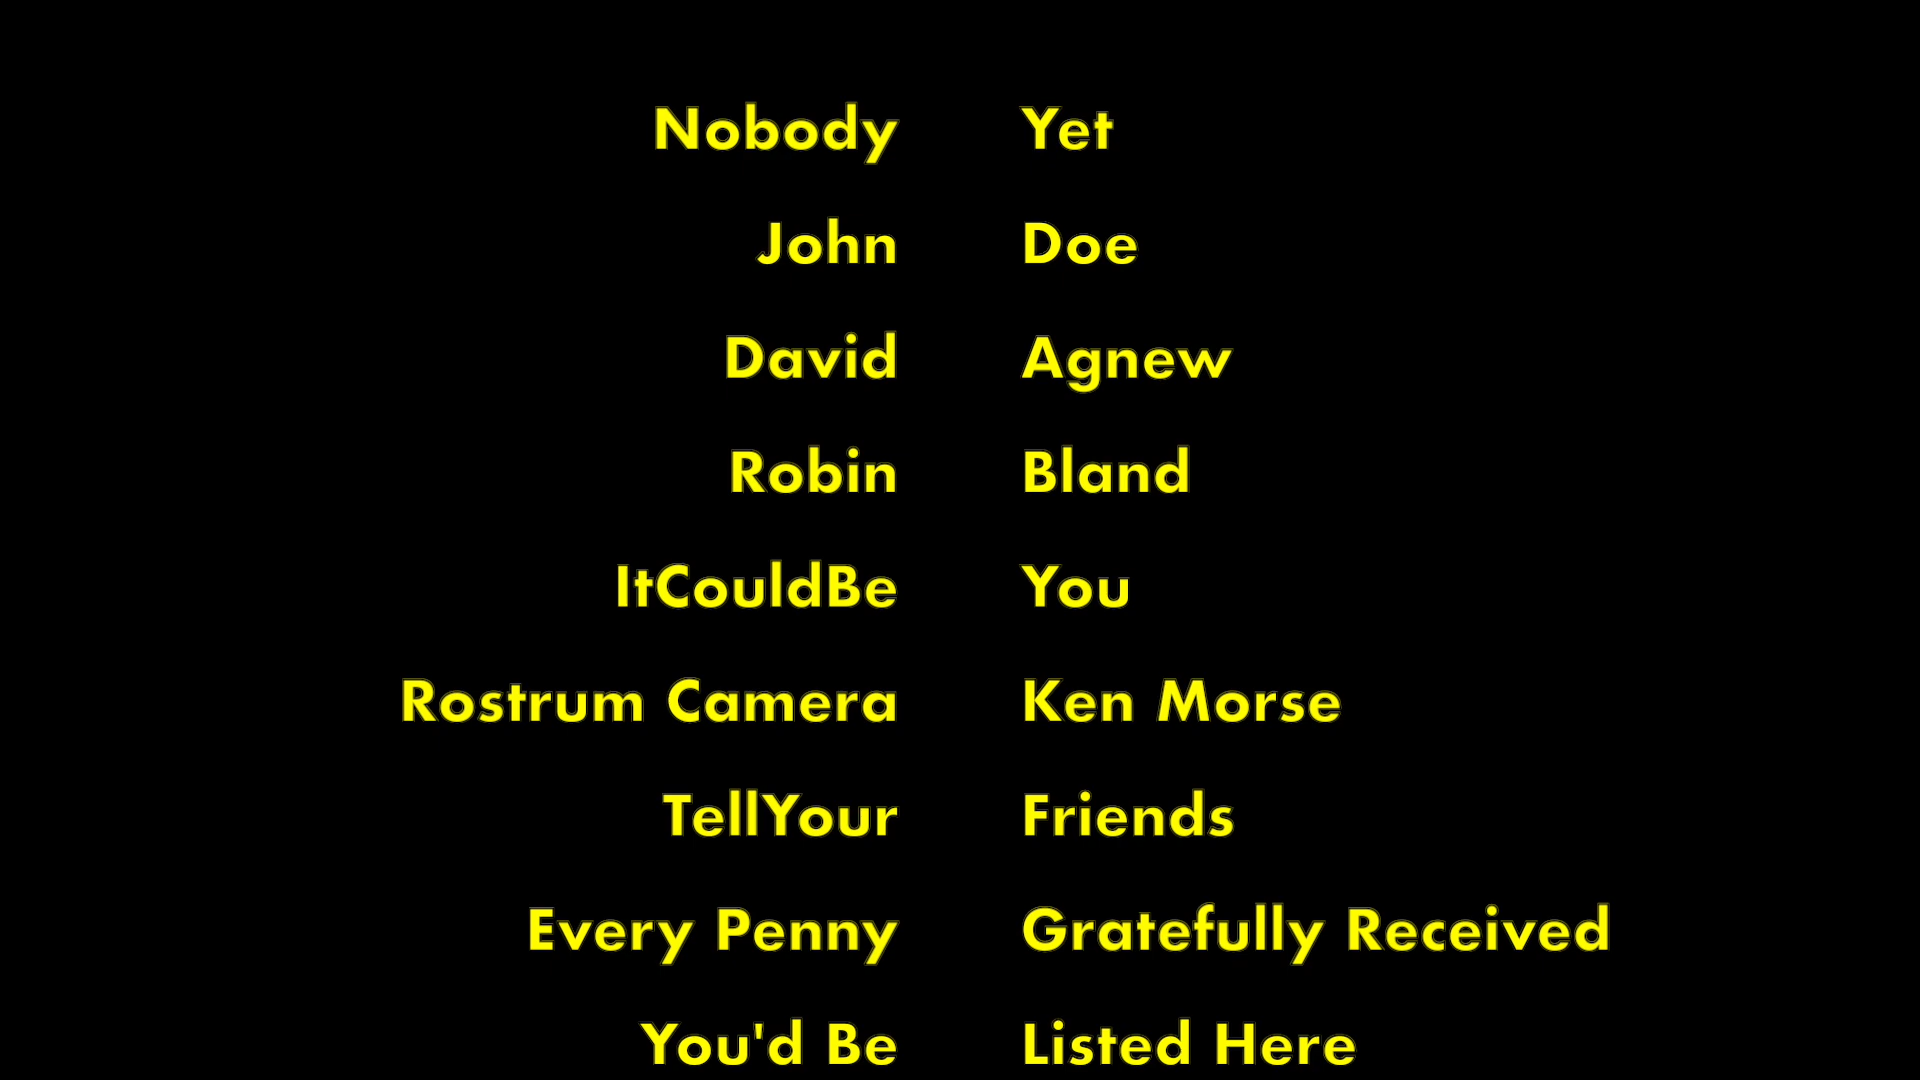 Nobody Yet
John Doe
David Agnew
Robin Bland
ItCouldBe You
Rostrum Camera Ken Morse
TellYour Friends
Every Penny Gratefully Received
You'd Be Listed Here